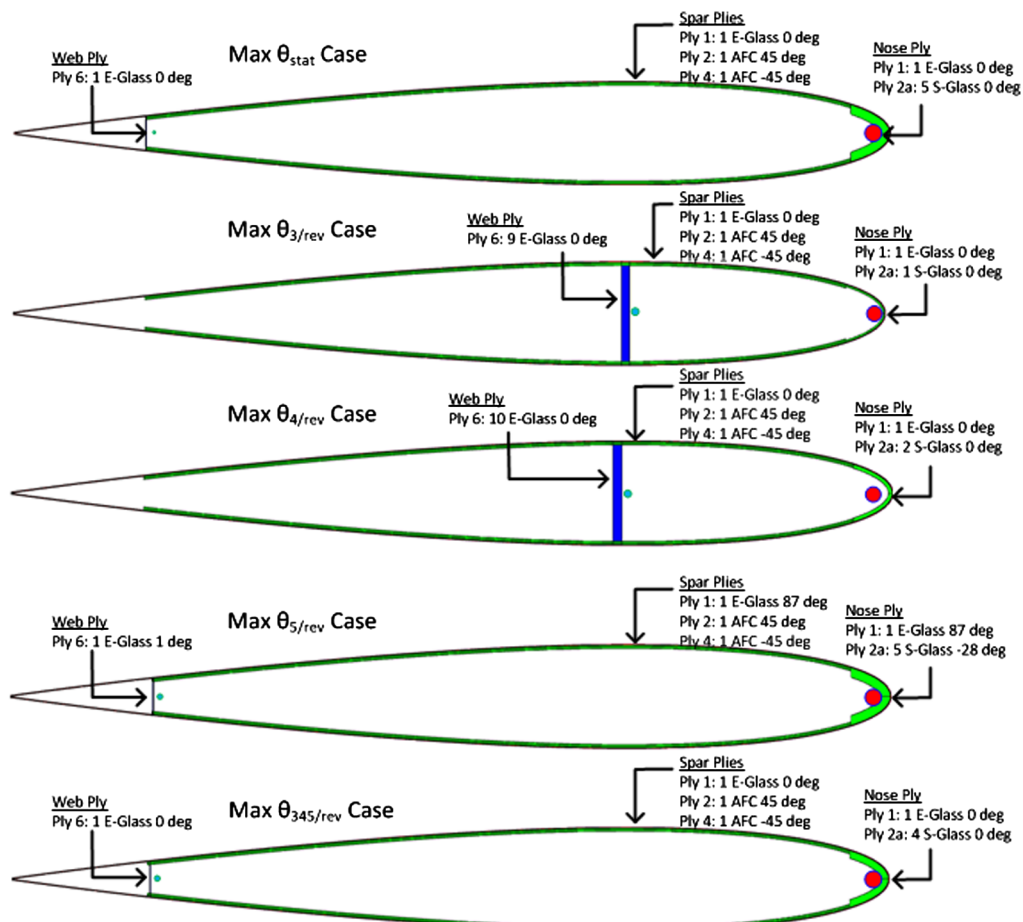 Max θstat Case
Web Ply
Ply 6: 1 E-Glass 0 deg
Spar Plies
Ply 1: 1 E-Glass 0 deg
Ply 2: 1 AFC 45 deg
Ply 4: 1 AFC -45 deg
Nose Ply
Ply 1: 1 E-Glass 0 deg
Ply 2a: 5 S-Glass 0 deg
Max θ3/rev Case
Web Ply
Ply 6: 9 E-Glass 0 deg
Spar Plies
Ply 1: 1 E-Glass 0 deg
Ply 2: 1 AFC 45 deg
Ply 4: 1 AFC -45 deg
Nose Ply
Ply 1: 1 E-Glass 0 deg
Ply 2a: 1 S-Glass 0 deg
Max θ4/rev Case
Web Ply
Ply 6: 10 E-Glass 0 deg
Spar Plies
Ply 1: 1 E-Glass 0 deg
Ply 2: 1 AFC 45 deg
Ply 4: 1 AFC -45 deg
Nose Ply
Ply 1: 1 E-Glass 0 deg
Ply 2a: 2 S-Glass 0 deg
Max θ5/rev Case
Web Ply
Ply 6: 1 E-Glass 1 deg
Spar Plies
Ply 1: 1 E-Glass 87 deg
Ply 2: 1 AFC 45 deg
Ply 4: 1 AFC -45 deg
Nose Ply
Ply 1: 1 E-Glass 87 deg
Ply 2a: 5 S-Glass -28 deg
Max θ345/rev Case
Web Ply
Ply 6: 1 E-Glass 0 deg
Spar Plies
Ply 1: 1 E-Glass 0 deg
Ply 2: 1 AFC 45 deg
Ply 4: 1 AFC -45 deg
Nose Ply
Ply 1: 1 E-Glass 0 deg
Ply 2a: 4 S-Glass 0 deg